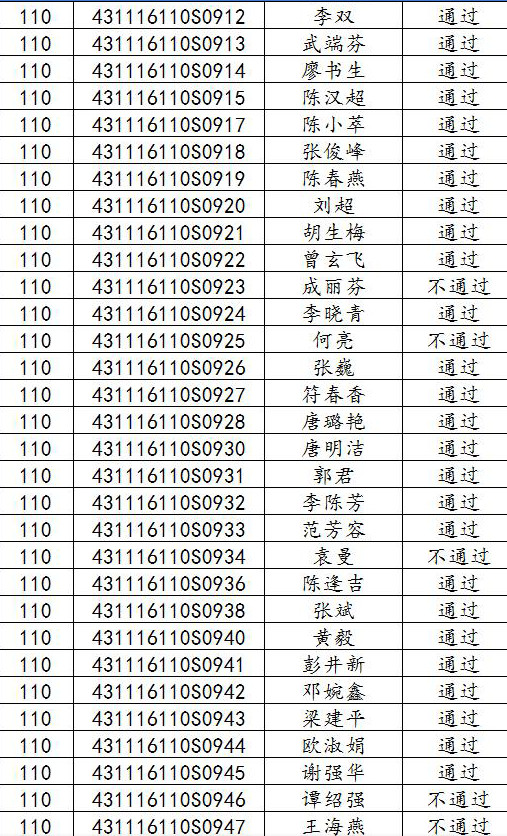 110 431116110S0912 李双 通过
110 431116110S0913 武端芬 通过
110 431116110S0914 廖书生 通过
110 431116110S0915 陈汉超 通过
110 431116110S0917 陈小萃 通过
110 431116110S0918 张俊峰 通过
110 431116110S0919 陈春燕 通过
110 431116110S0920 刘超 通过
110 431116110S0921 胡生梅 通过
110 431116110S0922 曾玄飞 通过
110 431116110S0923 成丽芬 不通过
110 431116110S0924 李晓青 通过
110 431116110S0925 何亮 不通过
110 431116110S0926 张巍 通过
110 431116110S0927 符春香 通过
110 431116110S0928 唐璐艳 通过
110 431116110S0930 唐明洁 通过
110 431116110S0931 郭君 通过
110 431116110S0932 李陈芳 通过
110 431116110S0933 范芳容 通过
110 431116110S0934 袁曼 不通过
110 431116110S0936 陈逢吉 通过
110 431116110S0938 张斌 通过
110 431116110S0940 黄毅 通过
110 431116110S0941 彭井新 通过
110 431116110S0942 邓婉鑫 通过
110 431116110S0943 梁建平 通过
110 431116110S0944 欧淑娟 通过
110 431116110S0945 谢强华 通过
110 431116110S0946 谭绍强 不通过
110 431116110S0947 王海燕 不通过